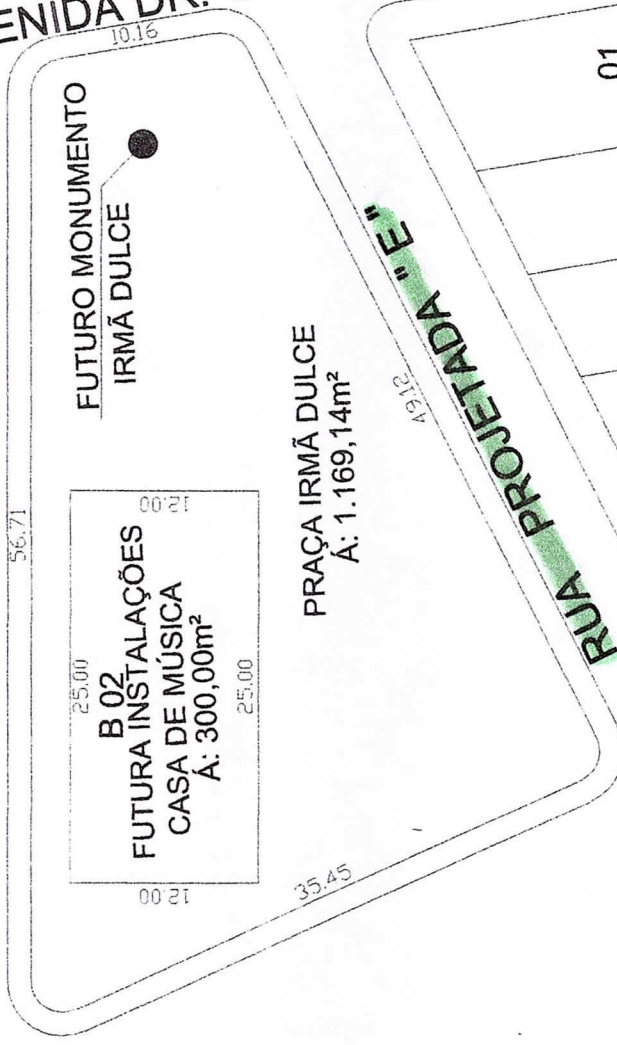 ENIDA DR.
10.16
FUTURO MONUMENTO
IRMÃ DULCE
56.71
25.00
B 02
FUTURA INSTALAÇÕES
CASA DE MÚSICA
Á: 300,00m²
25.00
12.00
12.00
PRAÇA IRMÃ DULCE
Á: 1.169,14m²
49.12
35.45
RUA PROJETADA "E"
01